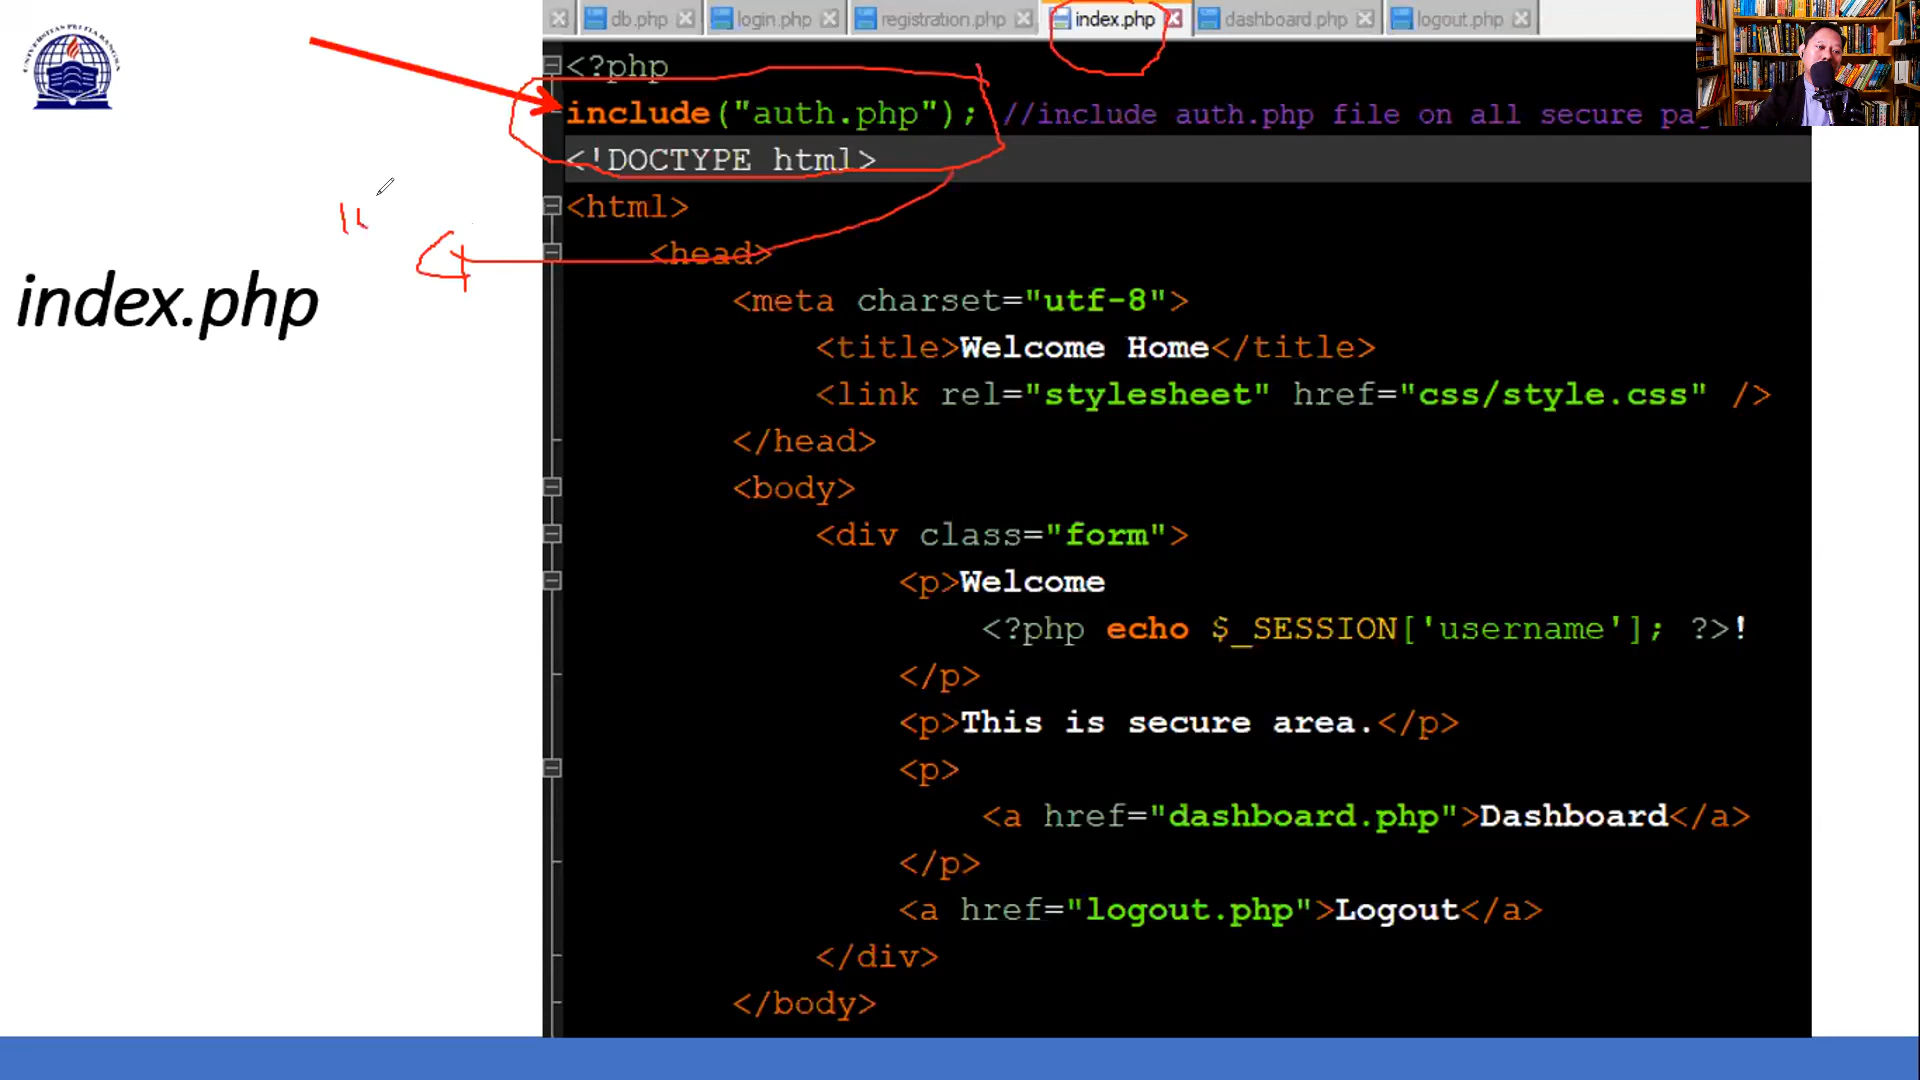 db.php login.php registration.php index.php dashboard.php logout.php
UNIVERSITAS PELITA BANGSA
index.php
<?php
include("auth.php"); //include auth.php file on all secure
<!DOCTYPE html>
<html>
<head>
<meta charset="utf-8">
<title>Welcome Home</title>
<link rel="stylesheet" href="css/style.css" />
</head>
<body>
<div class="form">
<p>Welcome
<?php echo $_SESSION['username']; ?>!
</p>
<p>This is secure area.</p>
<p>
<a href="dashboard.php">Dashboard</a>
</p>
<a href="logout.php">Logout</a>
</div>
</body>